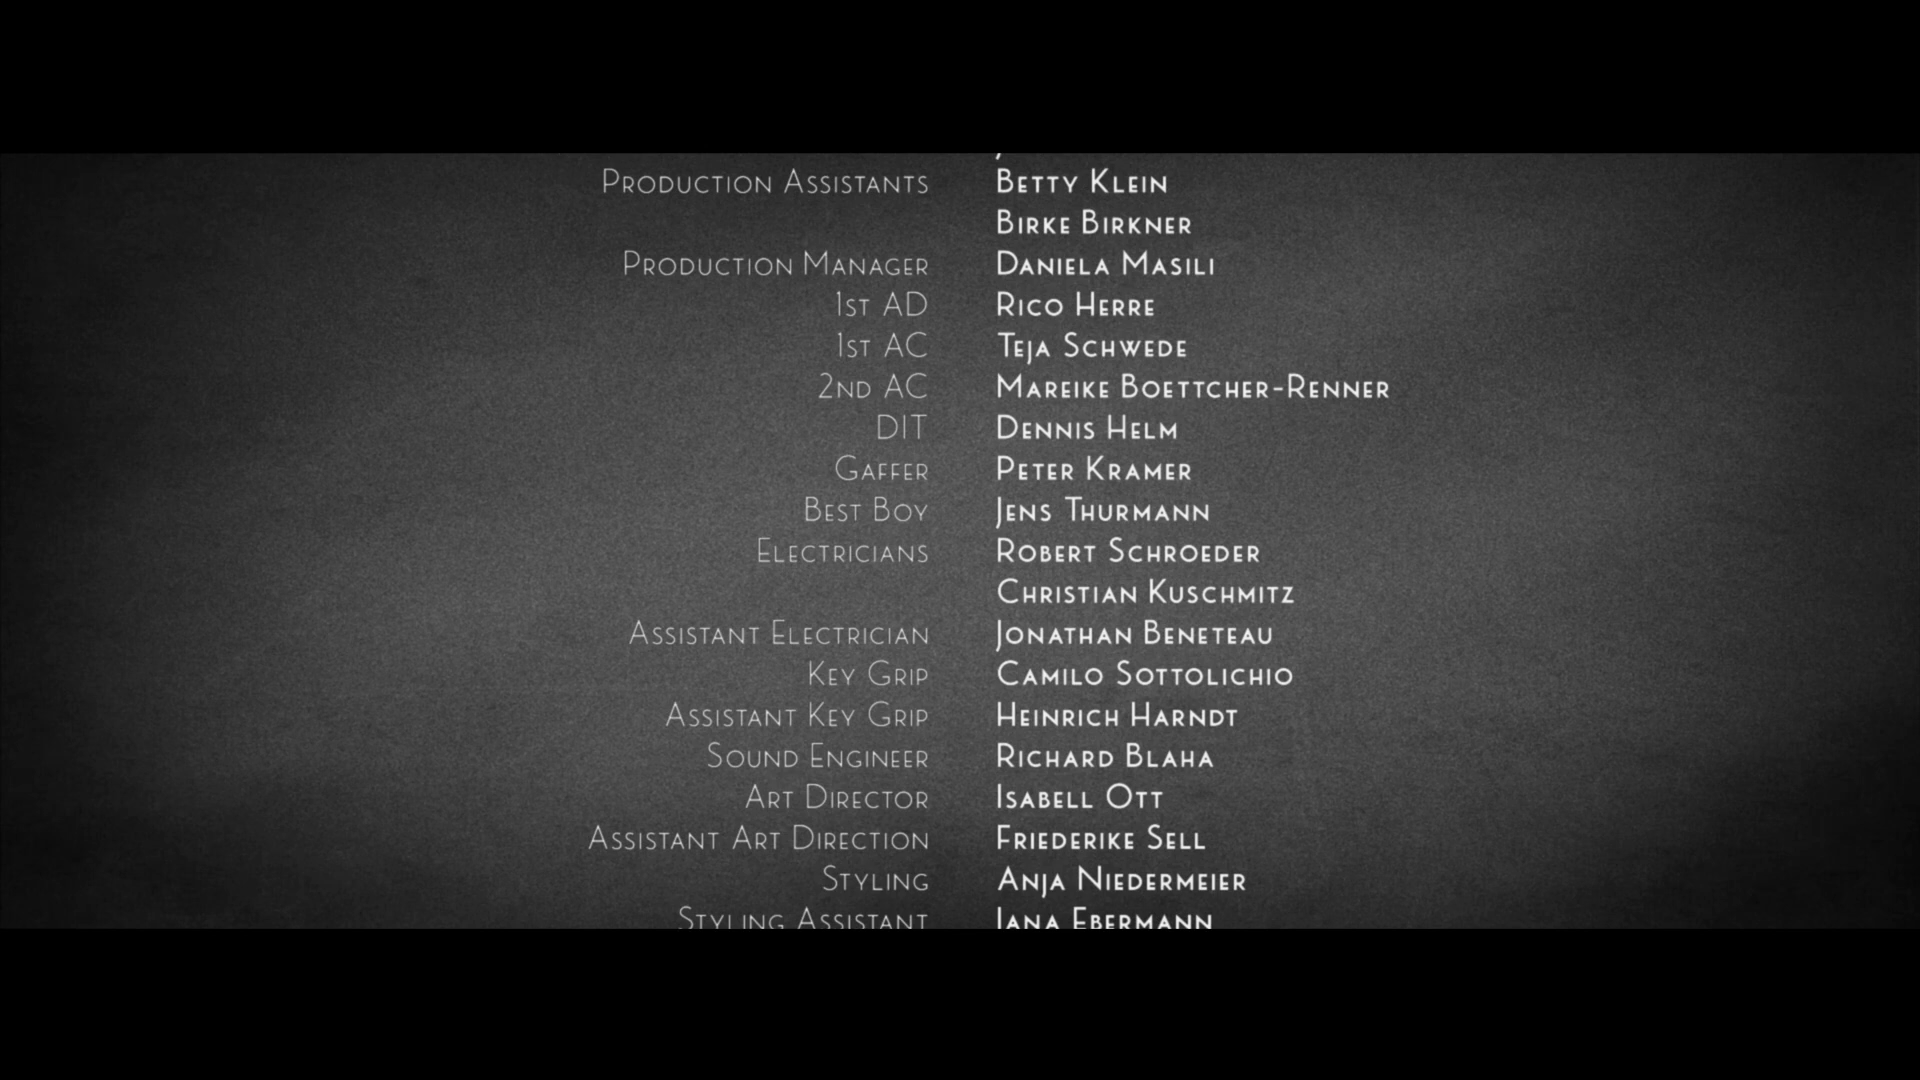 Production Assistants Betty Klein
Birke Birkner
Production Manager Daniela Masili
1st AD Rico Herre
1st AC Teja Schwede
2nd AC Mareike Boettcher-Renner
DIT Dennis Helm
Gaffer Peter Kramer
Best Boy Jens Thurmann
Electricians Robert Schroeder
Christian Kuschmitz
Assistant Electrician Jonathan Beneteau
Key Grip Camilo Sottolichio
Assistant Key Grip Heinrich Harndt
Sound Engineer Richard Blaha
Art Director Isabell Ott
Assistant Art Direction Friederike Sell
Styling Anja Niedermeier
Styling Assistant Jana Ebermann